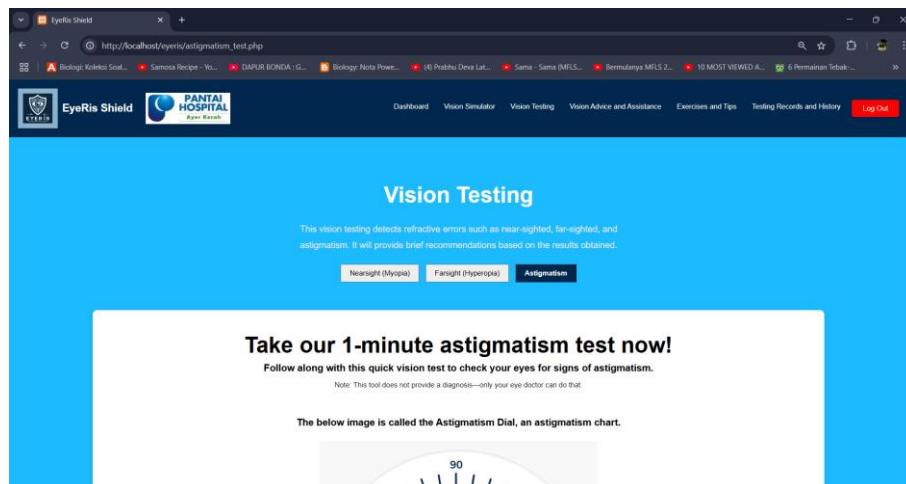 EyeRis Shield
http://localhost/eyeris/astigmatism_test.php
Biologi: Koleksi Soal...
Samosa Recipe - Yo...
DAPUR BONDA : G...
Biology: Nota Powe...
(4) Prabhu Deva Lat...
Sama - Sama (MFLS...
Bermulanya MFLS 2...
10 MOST VIEWED A...
6 Permainan Tebak-...
EYERIS
EyeRis Shield
PANTAI
HOSPITAL
Ayer Keroh
Dashboard
Vision Simulator
Vision Testing
Vision Advice and Assistance
Exercises and Tips
Testing Records and History
Log Out
Vision Testing
This vision testing detects refractive errors such as near-sighted, far-sighted, and
astigmatism. It will provide brief recommendations based on the results obtained.
Nearsight (Myopia)
Farsight (Hyperopia)
Astigmatism
Take our 1-minute astigmatism test now!
Follow along with this quick vision test to check your eyes for signs of astigmatism.
Note: This tool does not provide a diagnosis—only your eye doctor can do that.
The below image is called the Astigmatism Dial, an astigmatism chart.
90